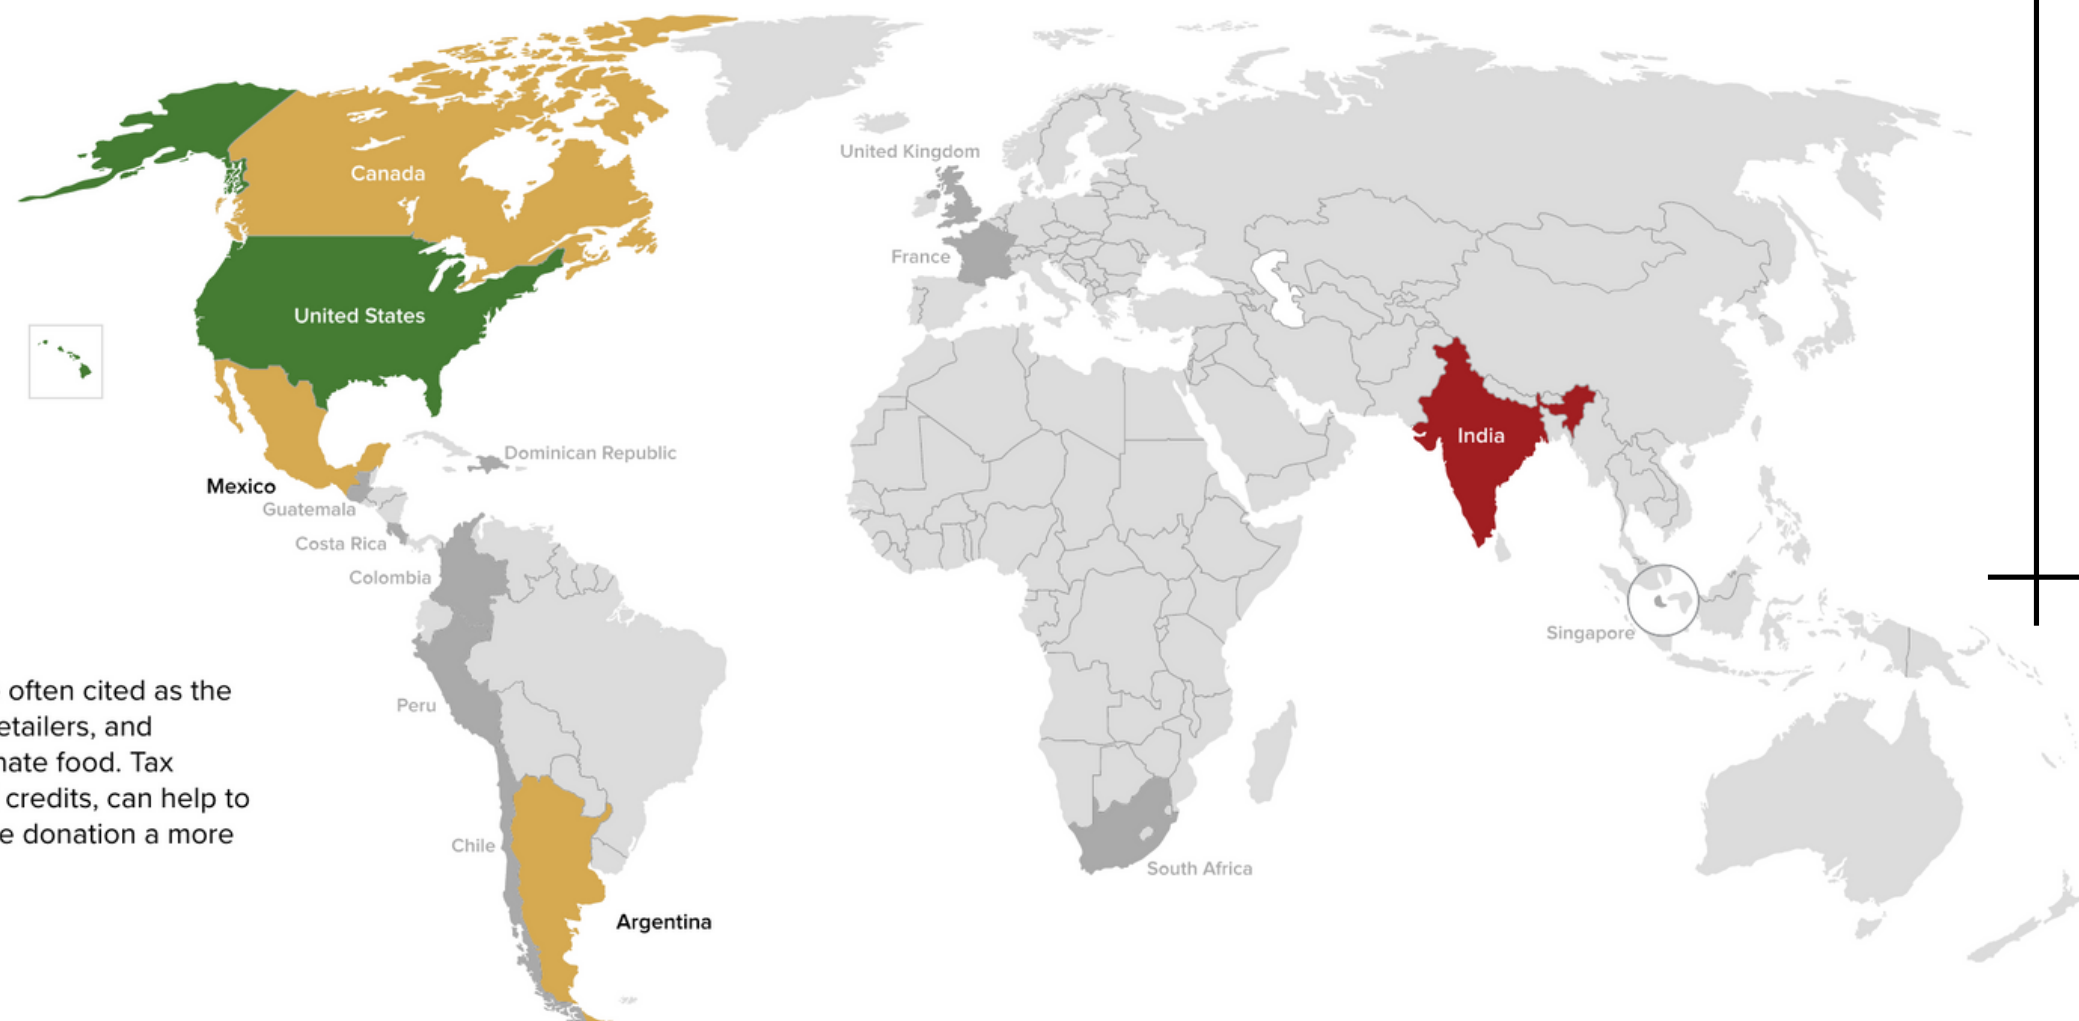 United Kingdom
Canada
France
United States
India
Dominican Republic
Mexico
Guatemala
Costa Rica
Colombia
Singapore
often cited as the
Peru
etailers, and
nate food. Tax
credits, can help to
e donation a more
Chile
South Africa
Argentina